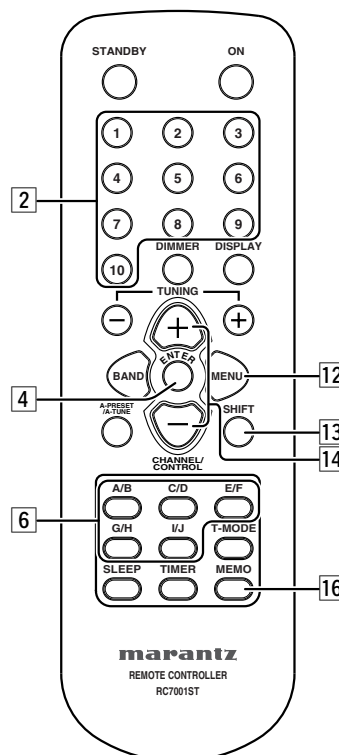 STANDBY ON
1 2 3
4 5 6
2
7 8 9
DIMMER DISPLAY
10
TUNING
− +
+
ENTER
BAND MENU
12
4
A-PRESET
/A-TUNE
SHIFT
13
−
CHANNEL/
CONTROL
14
A/B C/D E/F
6
G/H I/J T-MODE
SLEEP TIMER MEMO
16
marantz
REMOTE CONTROLLER
RC7001ST